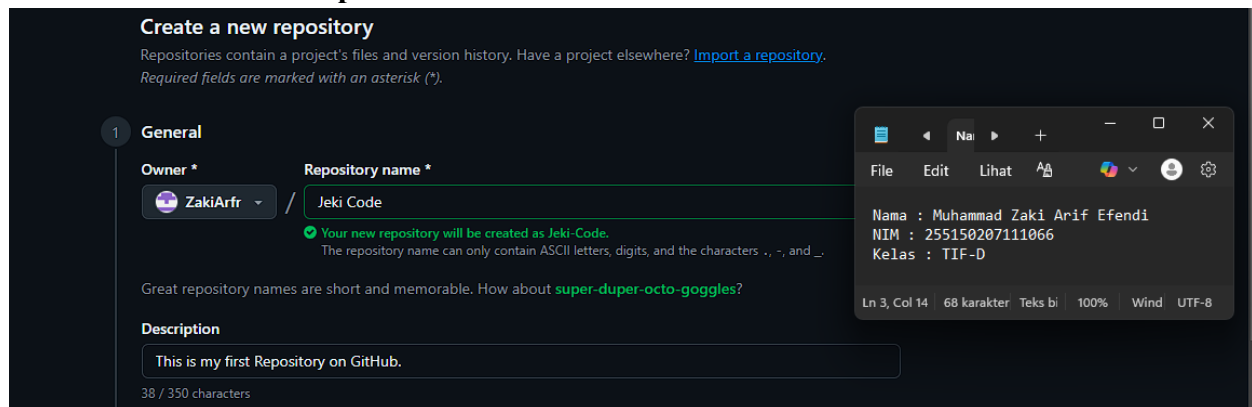 Create a new repository
Repositories contain a project's files and version history. Have a project elsewhere? Import a repository.
Required fields are marked with an asterisk (*).
1 General
Owner * Repository name *
ZakiArfr / Jeki Code
Your new repository will be created as Jeki-Code.
The repository name can only contain ASCII letters, digits, and the characters ., -, and _.
Great repository names are short and memorable. How about super-duper-octo-goggles?
Description
This is my first Repository on GitHub.
38 / 350 characters
File Edit Lihat
Nama : Muhammad Zaki Arif Efendi
NIM : 255150207111066
Kelas : TIF-D
Ln 3, Col 14 68 karakter Teks bi 100% Wind UTF-8